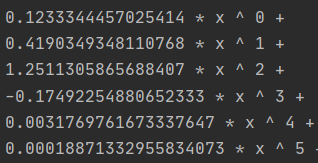 0.1233344457025414 * x ^ 0 +
0.4190349348110768 * x ^ 1 +
1.2511305865688407 * x ^ 2 +
-0.17492254880652333 * x ^ 3 +
0.0031769761673337647 * x ^ 4 +
0.00018871332955834073 * x ^ 5 -